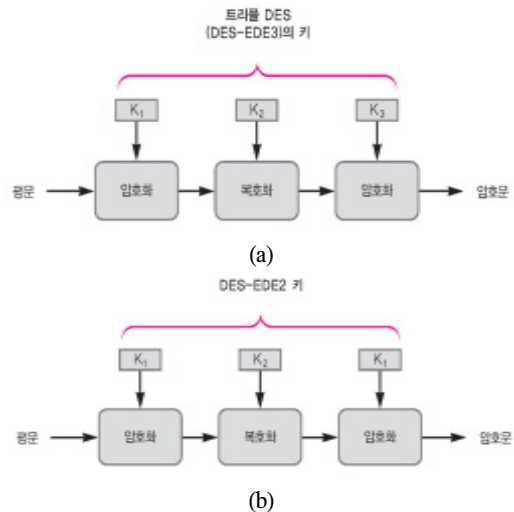 트리플 DES
(DES-EDE3)의 키
K₁ K₂ K₃
평문 암호화 복호화 암호화 암호문
(a)
DES-EDE2 키
K₁ K₂ K₁
평문 암호화 복호화 암호화 암호문
(b)